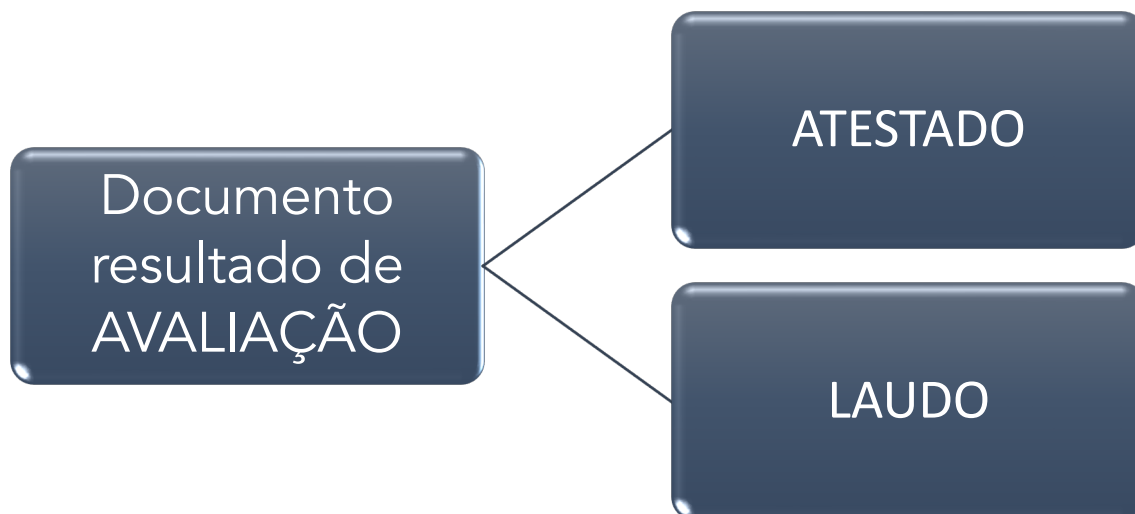 Documento
resultado de
AVALIAÇÃO
ATESTADO
LAUDO